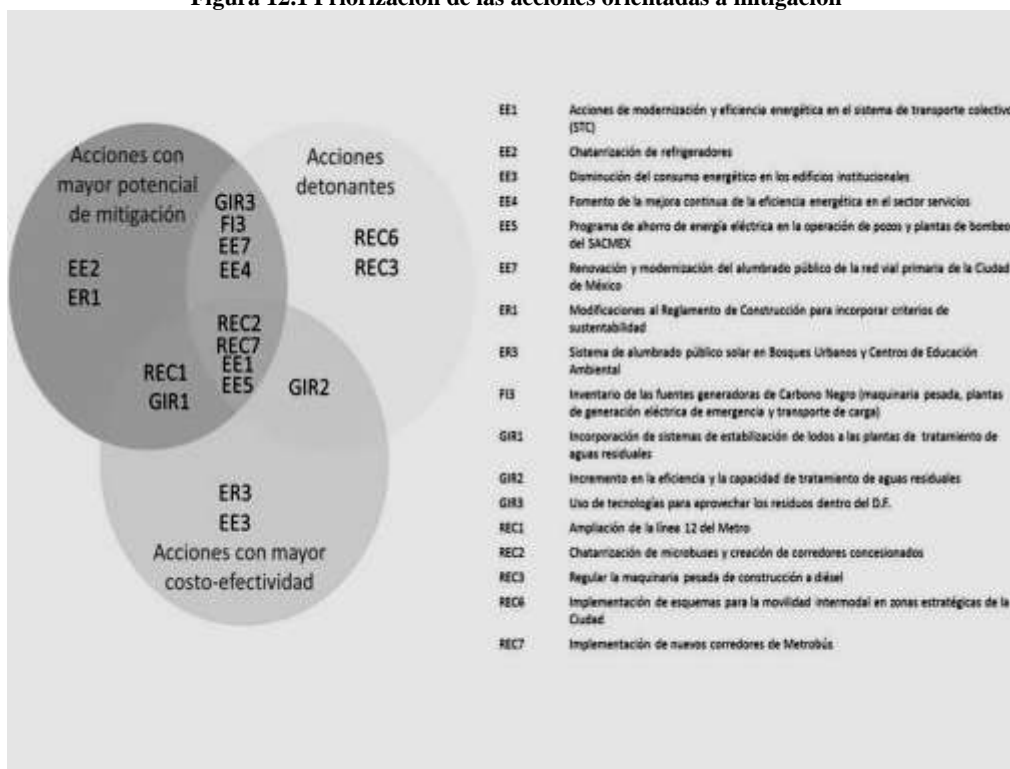 Figura 12.1 Priorización de las acciones orientadas a mitigación
Acciones con
mayor potencial
de mitigación
Acciones
detonantes
GIR3
FI3
EE7
EE4
REC6
REC3
EE2
ER1
REC2
REC7
EE1
EE5
REC1
GIR1
GIR2
ER3
EE3
Acciones con mayor
costo-efectividad
EE1 Acciones de modernización y eficiencia energética en el sistema de transporte colectivo
(STC)
EE2 Chatarrización de refrigeradores
EE3 Disminución del consumo energético en los edificios institucionales
EE4 Fomento de la mejora continua de la eficiencia energética en el sector servicios
EE5 Programa de ahorro de energía eléctrica en la operación de pozos y plantas de bombeo
del SACMEX
EE7 Renovación y modernización del alumbrado público de la red vial primaria de la Ciudad
de México
ER1 Modificaciones al Reglamento de Construcción para incorporar criterios de
sustentabilidad
ER3 Sistema de alumbrado público solar en Bosques Urbanos y Centros de Educación
Ambiental
FI3 Inventario de las fuentes generadoras de Carbono Negro (maquinaria pesada, plantas
de generación eléctrica de emergencia y transporte de carga)
GIR1 Incorporación de sistemas de estabilización de lodos a las plantas de tratamiento de
aguas residuales
GIR2 Incremento en la eficiencia y la capacidad de tratamiento de aguas residuales
GIR3 Uso de tecnologías para aprovechar los residuos dentro del D.F.
REC1 Ampliación de la línea 12 del Metro
REC2 Chatarrización de microbuses y creación de corredores concesionados
REC3 Regular la maquinaria pesada de construcción a diésel
REC6 Implementación de esquemas para la movilidad intermodal en zonas estratégicas de la
Ciudad
REC7 Implementación de nuevos corredores de Metrobús